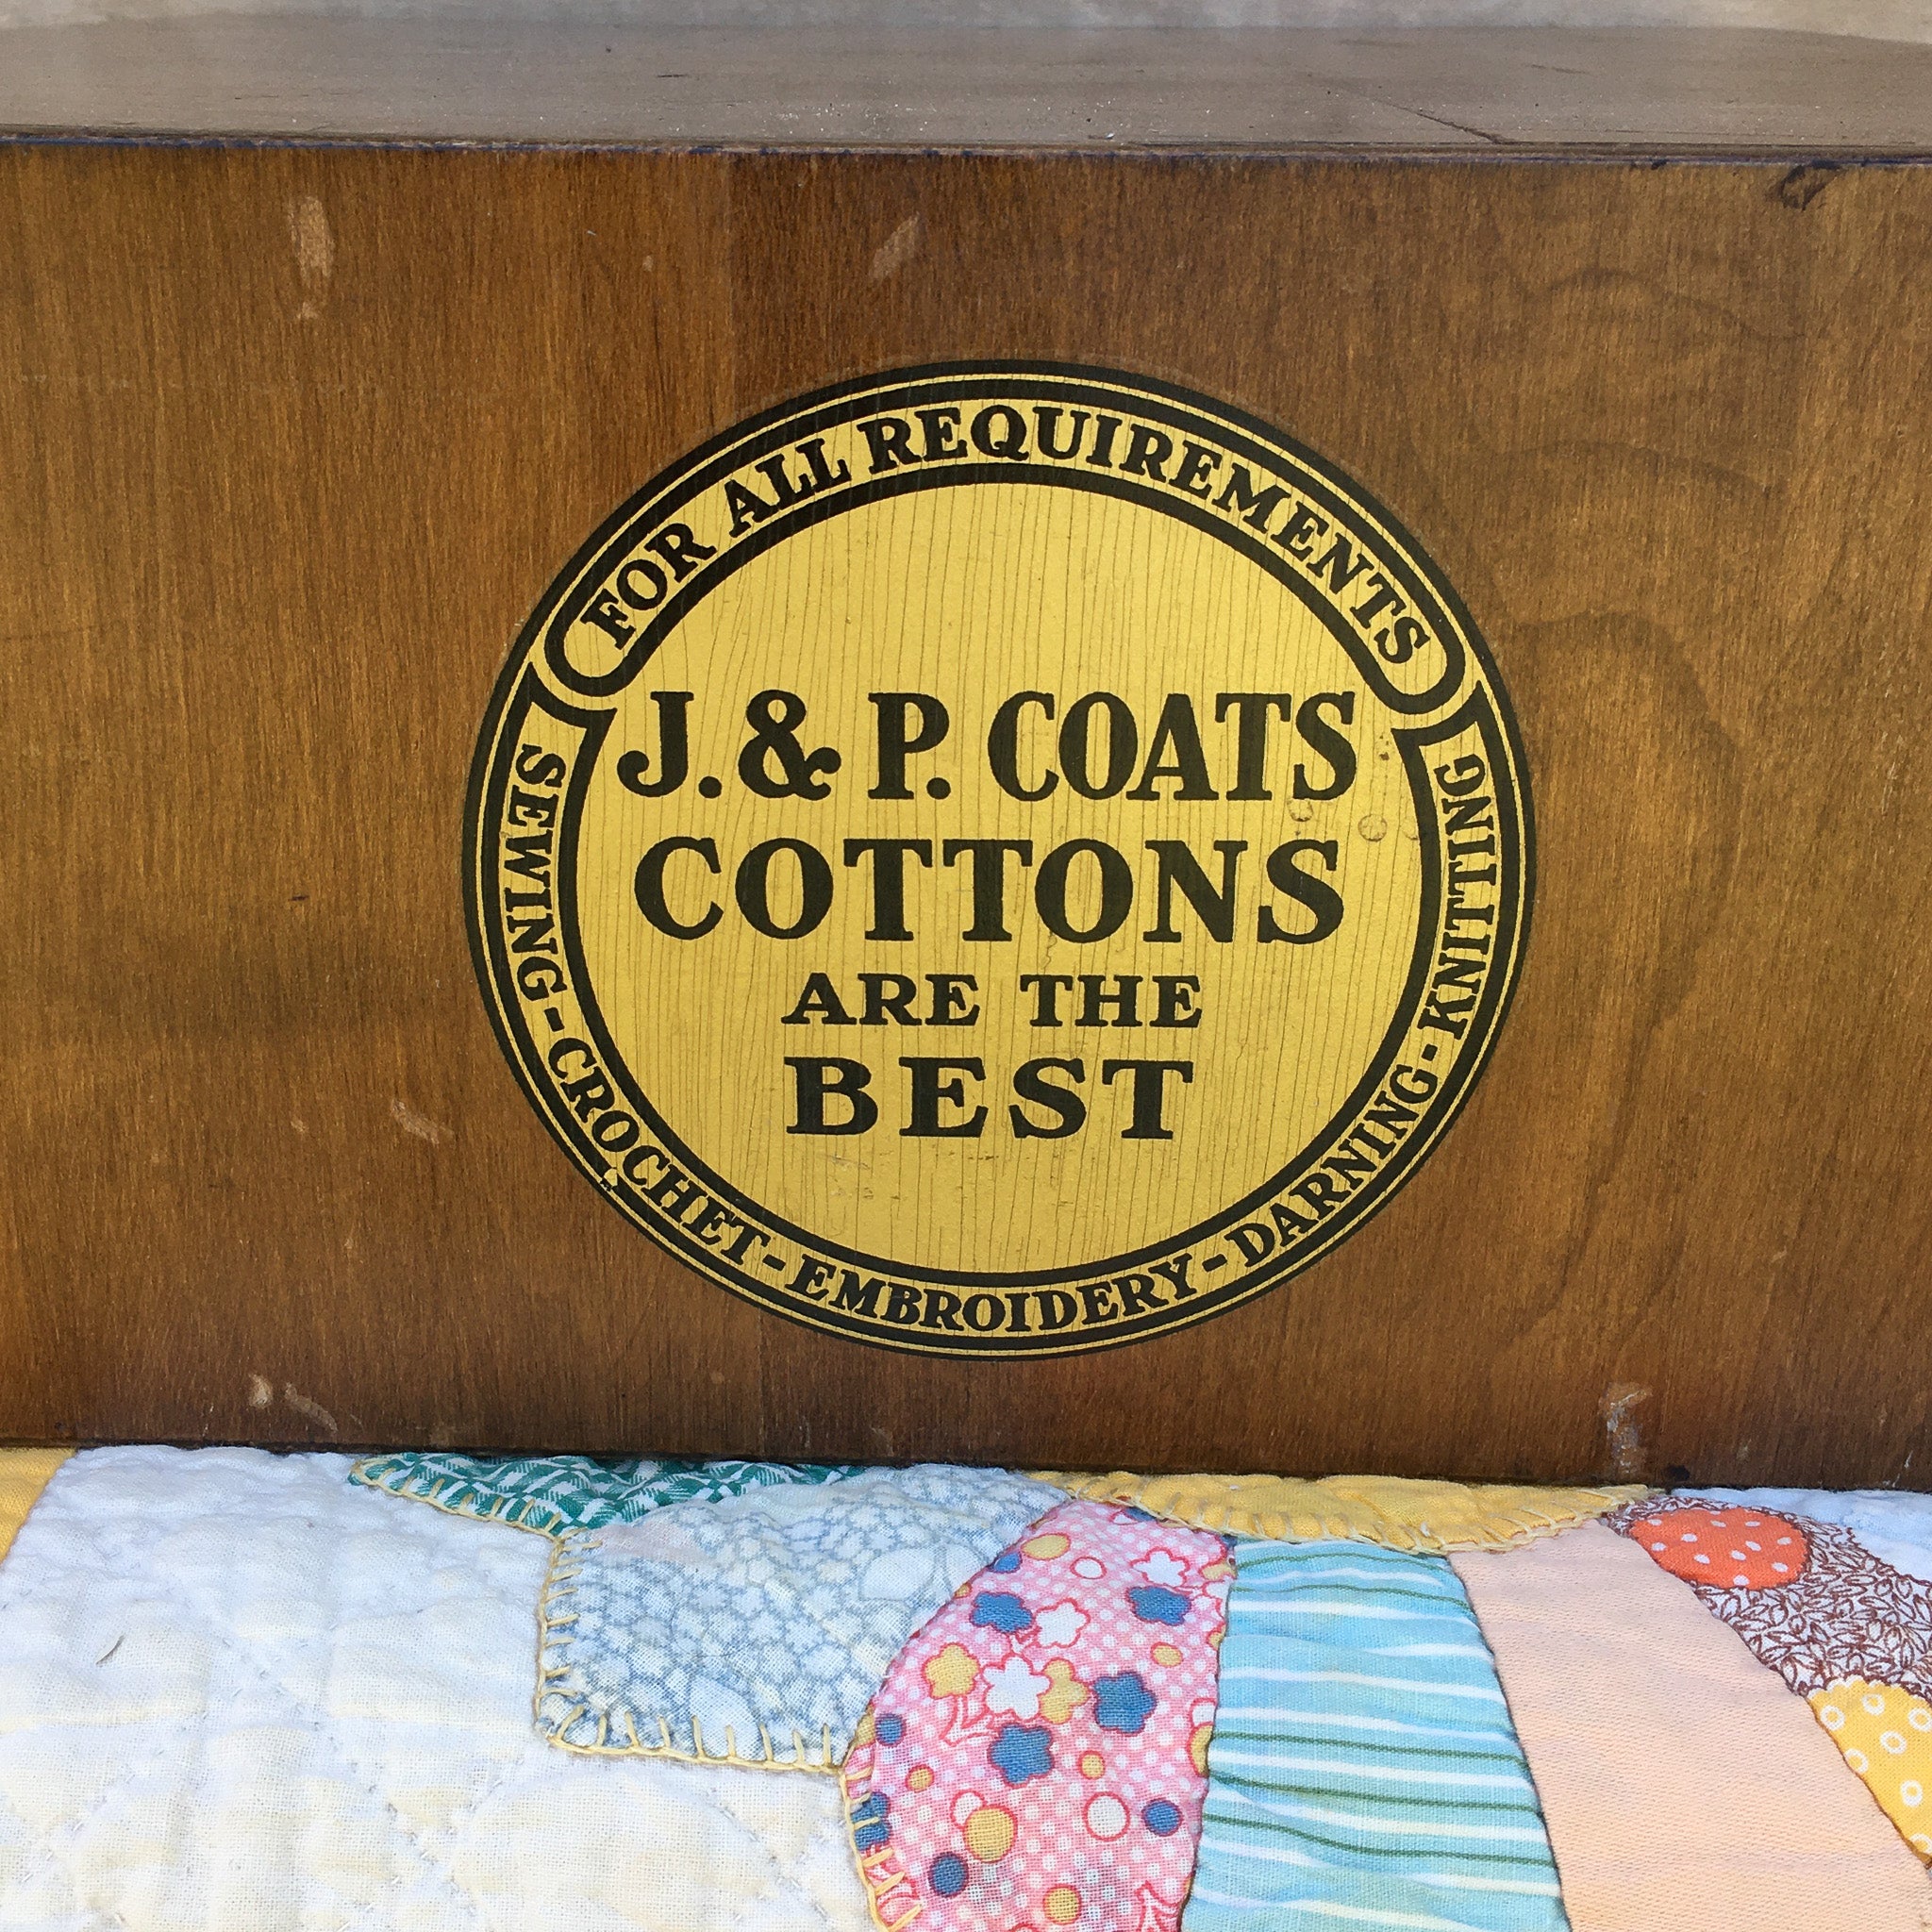 FOR ALL REQUIREMENTS
J. & P. COATS
COTTONS
ARE THE
BEST
SEWING - CROCHET - EMBROIDERY - DARNING - KNITTING